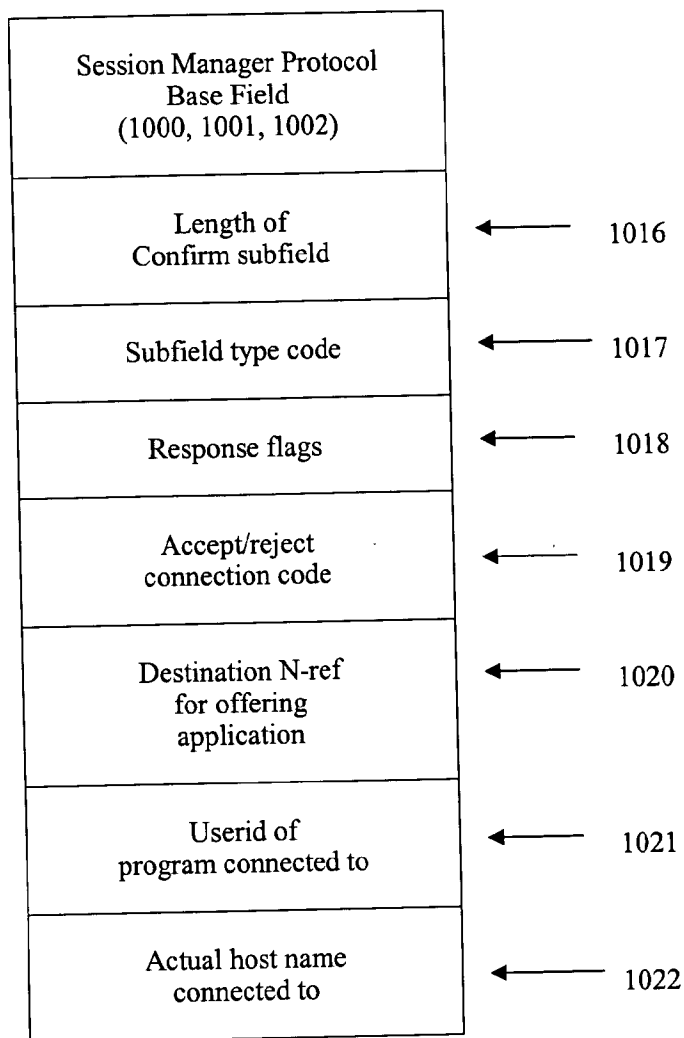 Session Manager Protocol
Base Field
(1000, 1001, 1002)
Length of
Confirm subfield
1016
Subfield type code
1017
Response flags
1018
Accept/reject
connection code
1019
Destination N-ref
for offering
application
1020
Userid of
program connected to
1021
Actual host name
connected to
1022